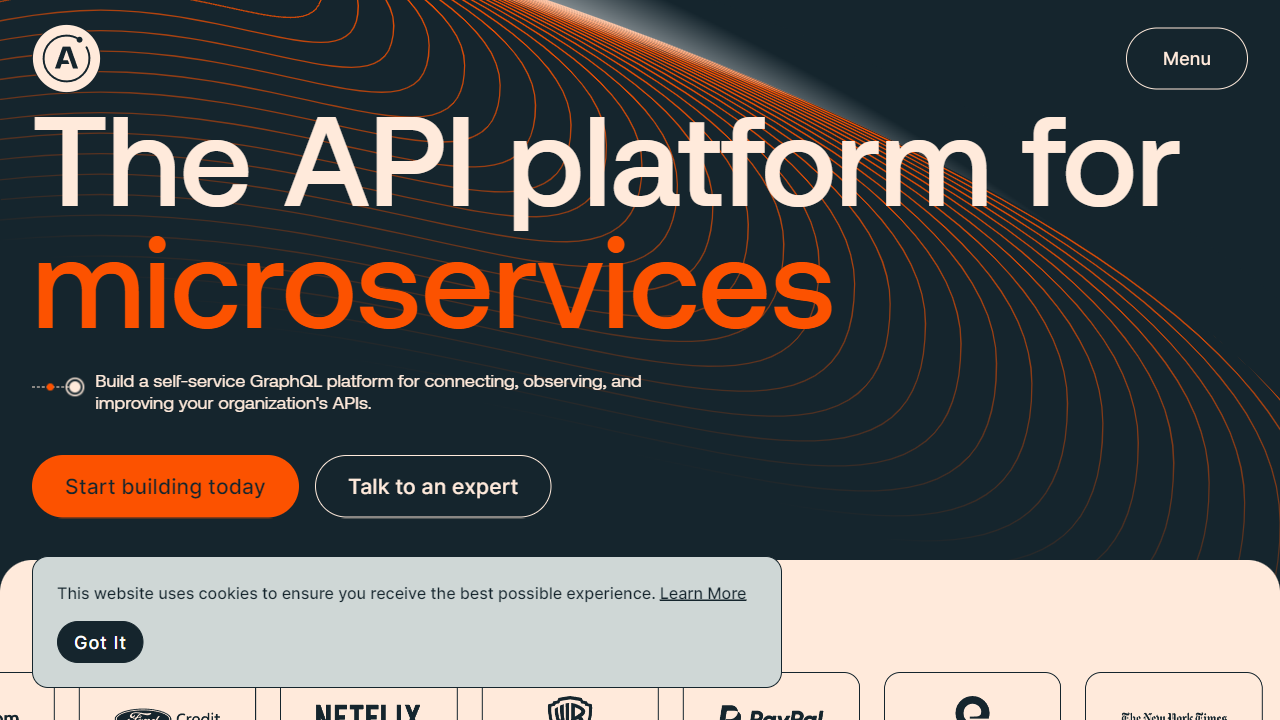 A
Menu
The API platform for
microservices
Build a self-service GraphQL platform for connecting, observing, and
improving your organization's APIs.
Start building today
Talk to an expert
This website uses cookies to ensure you receive the best possible experience. Learn More
Got It
Ford Credit
NETFLIX
WB
PayPal
The New York Times